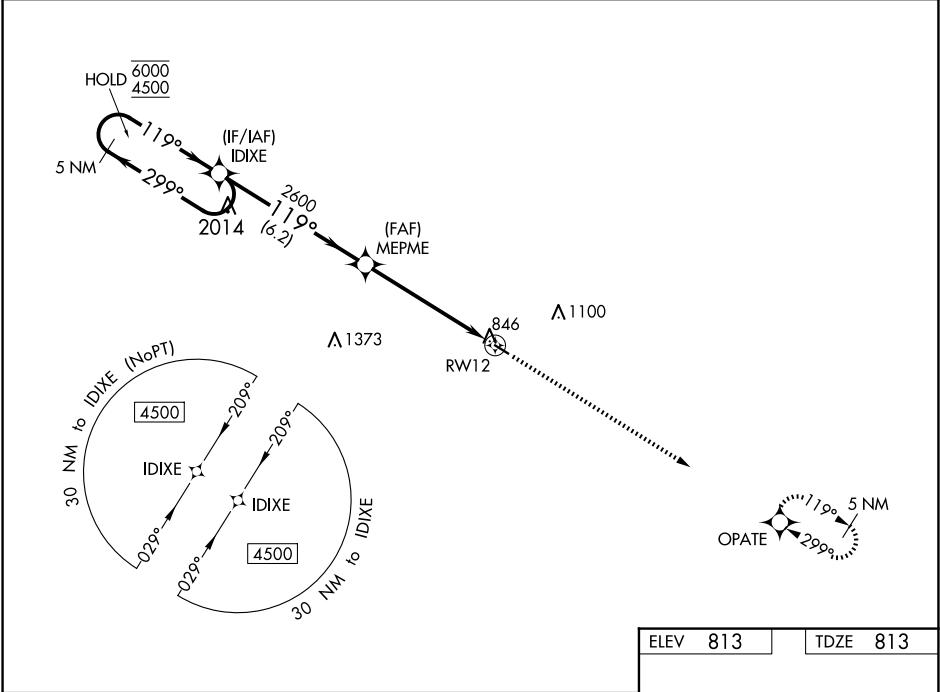 HOLD 6000
4500
119°
5 NM
299°
(IF/IAF)
IDIXE
2014
2600
119°
(6.2)
(FAF)
MEPME
1373
846
1100
RW12
30 NM to IDIXE (NoPT)
4500
209°
IDIXE
029°
209°
IDIXE
4500
029°
30 NM to IDIXE
119°
5 NM
OPATE
299°
ELEV 813
TDZE 813